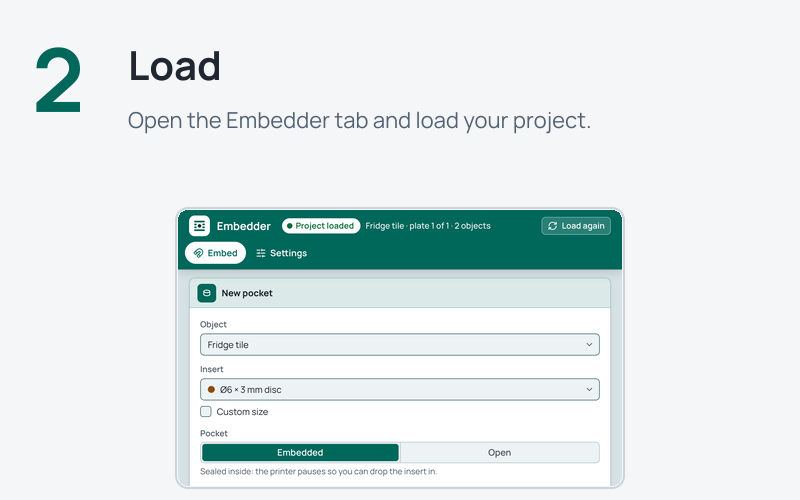 2
Load
Open the Embedder tab and load your project.
Embedder
Project loaded
Fridge tile · plate 1 of 1 · 2 objects
Load again
Embed
Settings
New pocket
Object
Fridge tile
Insert
Ø6 × 3 mm disc
Custom size
Pocket
Embedded
Open
Sealed inside: the printer pauses so you can drop the insert in.